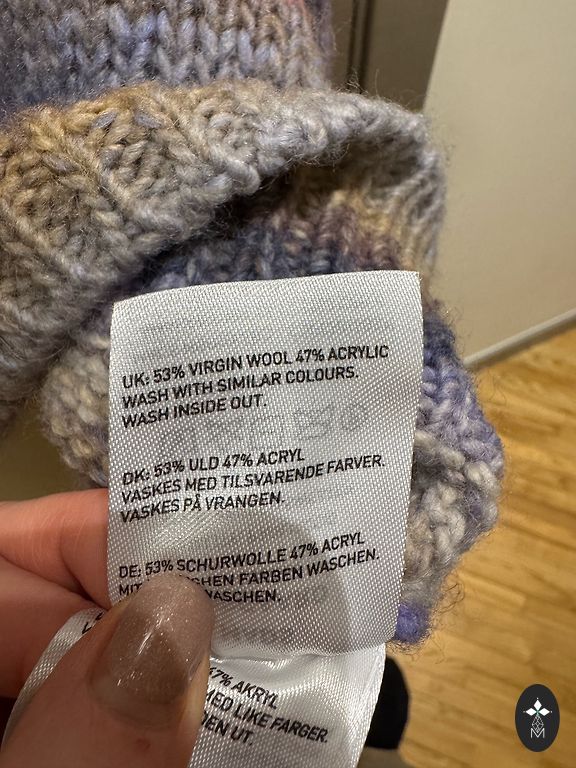 UK: 53% VIRGIN WOOL 47% ACRYLIC
WASH WITH SIMILAR COLOURS.
WASH INSIDE OUT.
DK: 53% ULD 47% ACRYL
VASKES MED TILSVARENDE FARVER.
VASKES PÅ VRANGEN.
DE: 53% SCHURWOLLE 47% ACRYL
FARBEN WASCHEN.
47% AKRYL
MED LIKE FARGER.
UT.
M